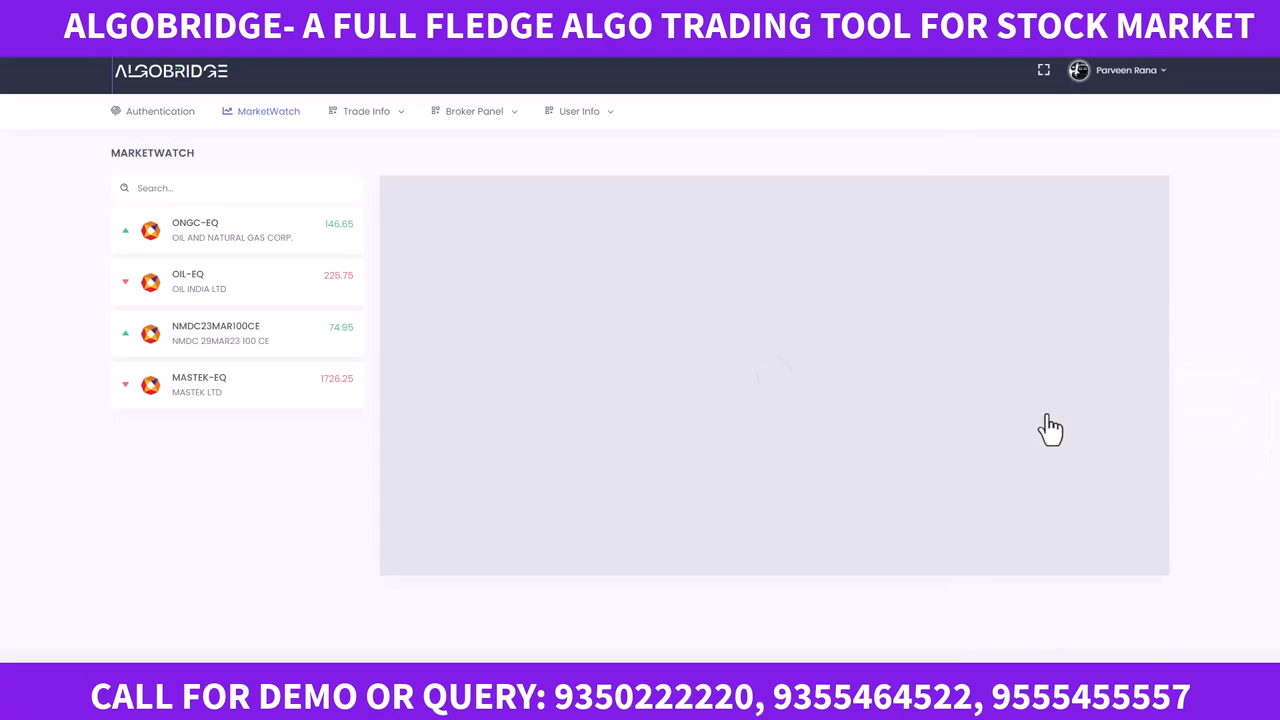 ALGOBRIDGE- A FULL FLEDGE ALGO TRADING TOOL FOR STOCK MARKET
ALGOBRIDGE
Parveen Rana
Authentication MarketWatch Trade Info Broker Panel User Info
MARKETWATCH
Search...
ONGC-EQ 146.65
OIL AND NATURAL GAS CORP.
OIL-EQ 225.75
OIL INDIA LTD
NMDC23MAR100CE 74.95
NMDC 29MAR23 100 CE
MASTEK-EQ 1726.25
MASTEK LTD
CALL FOR DEMO OR QUERY: 9350222220, 9355464522, 9555455557